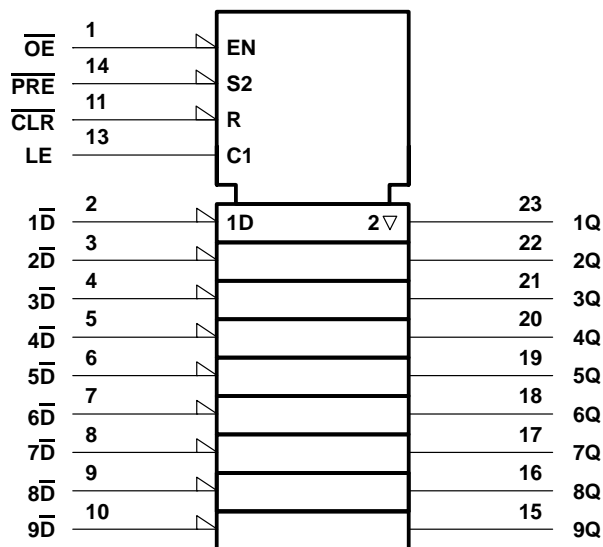 OE 1 EN
PRE 14 S2
CLR 11 R
LE 13 C1
1D 2 1D 2 ▽ 23 1Q
2D 3 22 2Q
3D 4 21 3Q
4D 5 20 4Q
5D 6 19 5Q
6D 7 18 6Q
7D 8 17 7Q
8D 9 16 8Q
9D 10 15 9Q